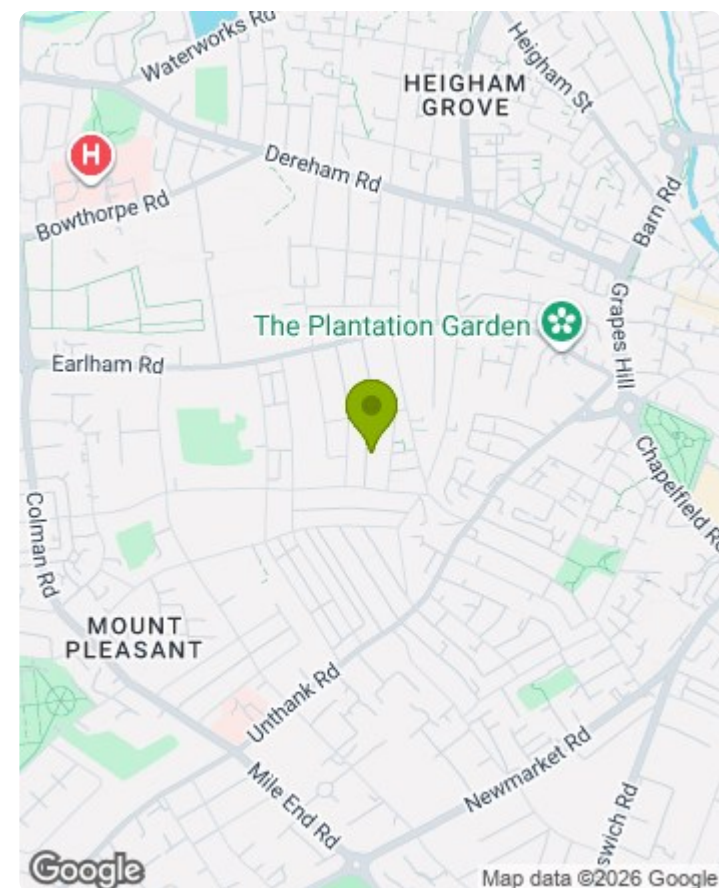 Waterworks Rd
HEIGHAM
GROVE
Heigham St
H
Dereham Rd
Barn Rd
Bowthorpe Rd
The Plantation Garden
Grapes Hill
Earlham Rd
Chapelfield Rd
Colman Rd
MOUNT
PLEASANT
Unthank Rd
Mile End Rd
Newmarket Rd
swich Rd
Google
Map data ©2026 Google